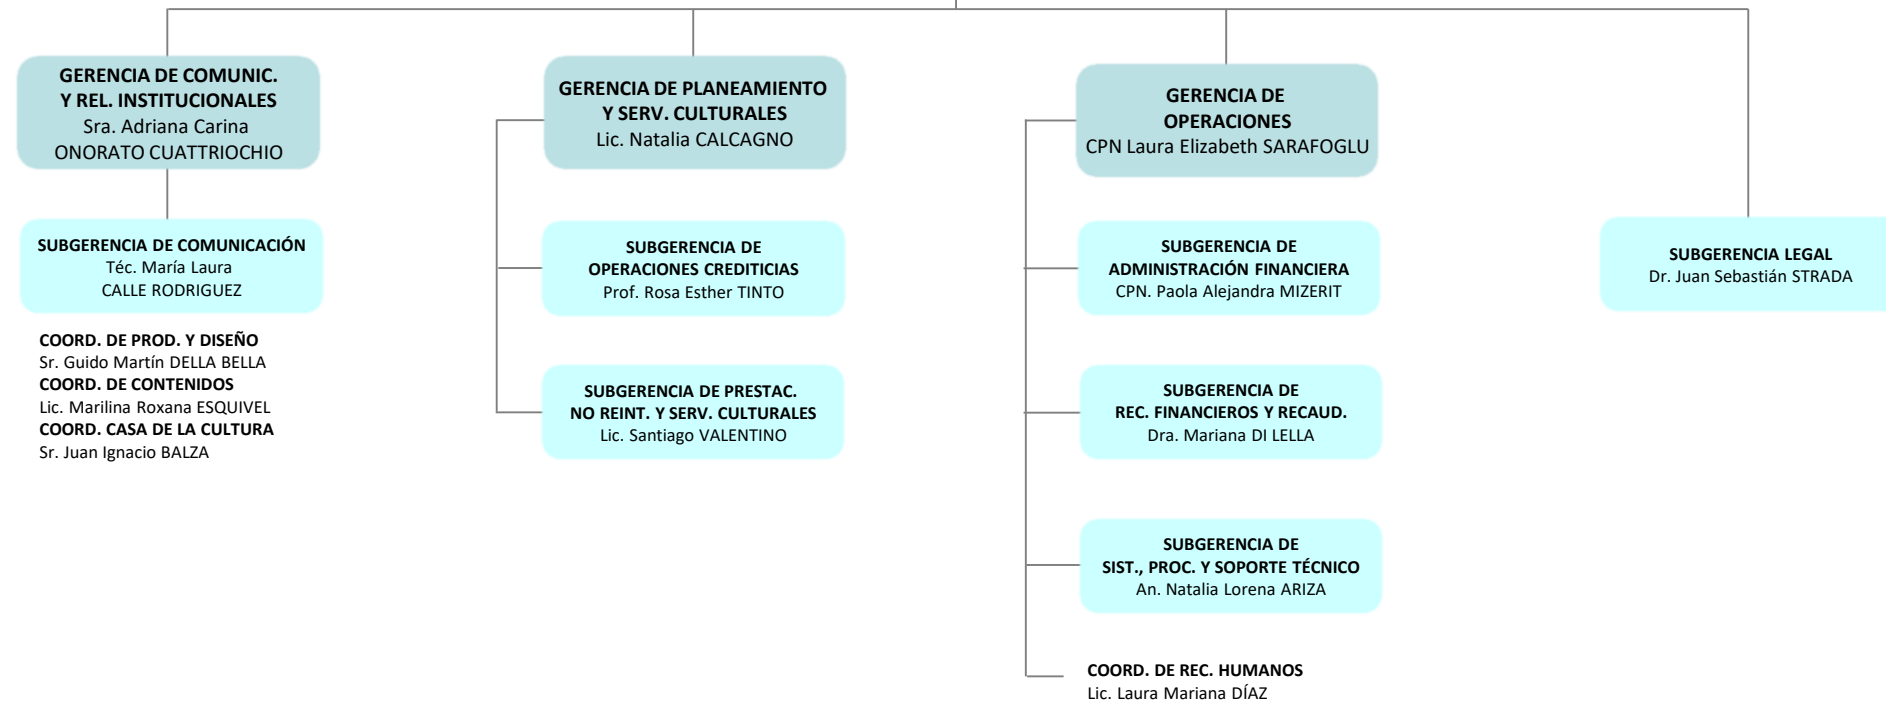 GERENCIA DE COMUNIC.
Y REL. INSTITUCIONALES
Sra. Adriana Carina
ONORATO CUATTRIOCHIO
SUBGERENCIA DE COMUNICACIÓN
Téc. María Laura
CALLE RODRIGUEZ
COORD. DE PROD. Y DISEÑO
Sr. Guido Martín DELLA BELLA
COORD. DE CONTENIDOS
Lic. Marilina Roxana ESQUIVEL
COORD. CASA DE LA CULTURA
Sr. Juan Ignacio BALZA
GERENCIA DE PLANEAMIENTO
Y SERV. CULTURALES
Lic. Natalia CALCAGNO
SUBGERENCIA DE
OPERACIONES CREDITICIAS
Prof. Rosa Esther TINTO
SUBGERENCIA DE PRESTAC.
NO REINT. Y SERV. CULTURALES
Lic. Santiago VALENTINO
GERENCIA DE
OPERACIONES
CPN Laura Elizabeth SARAFOGLU
SUBGERENCIA DE
ADMINISTRACIÓN FINANCIERA
CPN. Paola Alejandra MIZERIT
SUBGERENCIA DE
REC. FINANCIEROS Y RECAUD.
Dra. Mariana DI LELLA
SUBGERENCIA DE
SIST., PROC. Y SOPORTE TÉCNICO
An. Natalia Lorena ARIZA
COORD. DE REC. HUMANOS
Lic. Laura Mariana DÍAZ
SUBGERENCIA LEGAL
Dr. Juan Sebastián STRADA